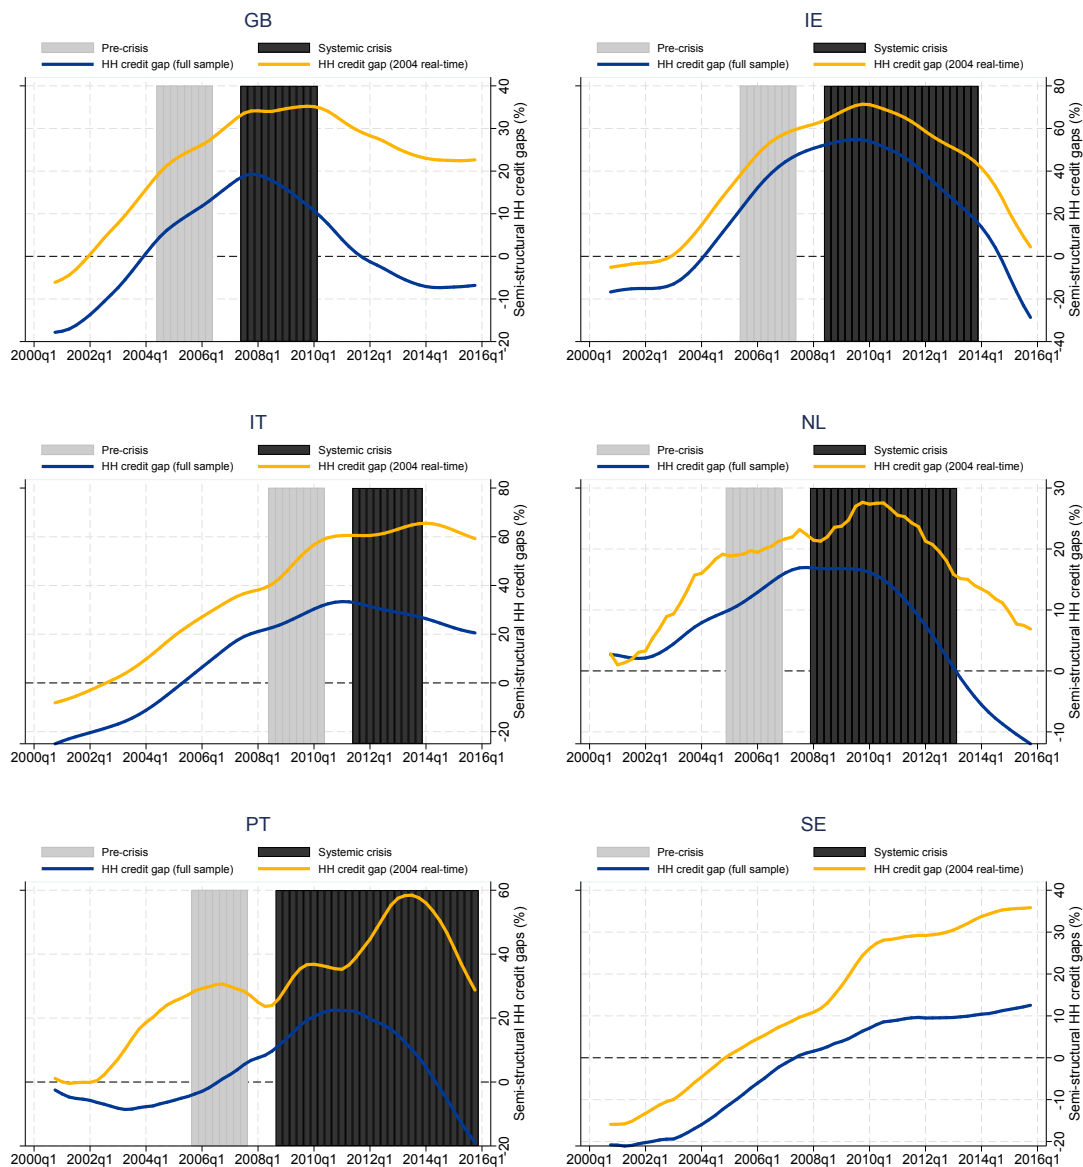 GB
Pre-crisis Systemic crisis
HH credit gap (full sample) HH credit gap (2004 real-time)
-20 -10 0 10 20 30 40
Semi-structural HH credit gaps (%)
2000q1 2002q1 2004q1 2006q1 2008q1 2010q1 2012q1 2014q1 2016q1
IE
Pre-crisis Systemic crisis
HH credit gap (full sample) HH credit gap (2004 real-time)
-40 -20 0 20 40 60 80
Semi-structural HH credit gaps (%)
2000q1 2002q1 2004q1 2006q1 2008q1 2010q1 2012q1 2014q1 2016q1
IT
Pre-crisis Systemic crisis
HH credit gap (full sample) HH credit gap (2004 real-time)
-20 0 20 40 60 80
Semi-structural HH credit gaps (%)
2000q1 2002q1 2004q1 2006q1 2008q1 2010q1 2012q1 2014q1 2016q1
NL
Pre-crisis Systemic crisis
HH credit gap (full sample) HH credit gap (2004 real-time)
-10 0 10 20 30
Semi-structural HH credit gaps (%)
2000q1 2002q1 2004q1 2006q1 2008q1 2010q1 2012q1 2014q1 2016q1
PT
Pre-crisis Systemic crisis
HH credit gap (full sample) HH credit gap (2004 real-time)
-20 0 20 40 60
Semi-structural HH credit gaps (%)
2000q1 2002q1 2004q1 2006q1 2008q1 2010q1 2012q1 2014q1 2016q1
SE
Pre-crisis Systemic crisis
HH credit gap (full sample) HH credit gap (2004 real-time)
-20 -10 0 10 20 30 40
Semi-structural HH credit gaps (%)
2000q1 2002q1 2004q1 2006q1 2008q1 2010q1 2012q1 2014q1 2016q1